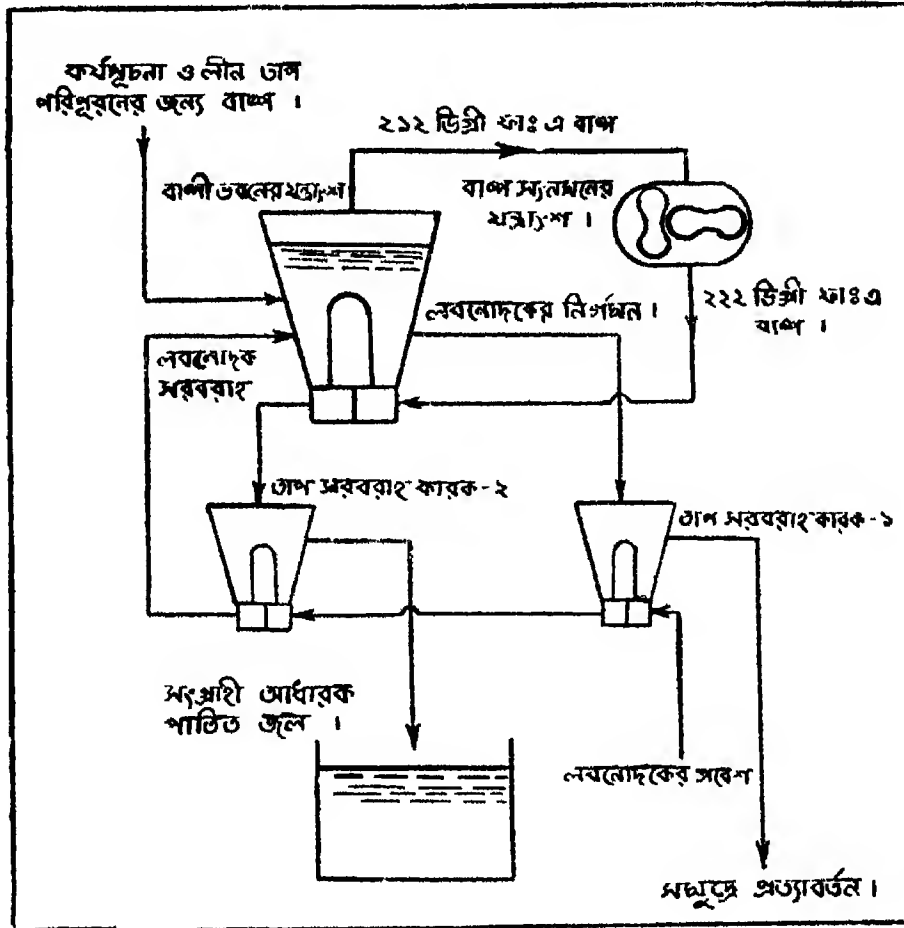 কর্যসূচনা ও লীন তাপ
পরিপূরনের জন্য বাষ্প ।
২১২ ডিগ্রী ফাঃ এ বাষ্প
বাষ্পী ভবনের যন্ত্রাংশ
বাষ্প সংনমনের
যন্ত্রাংশ ।
২২২ ডিগ্রী ফাঃ এ
বাষ্প ।
লবনোদকের নির্গমন ।
লবনোদক
সরবরাহ
তাপ সরবরাহ কারক - ২
তাপ সরবরাহ কারক - ১
সংগ্রাহী আধারক
পাতিত জল ।
লবনোদকের প্রবেশ
সমুদ্রে প্রত্যাবর্তন ।